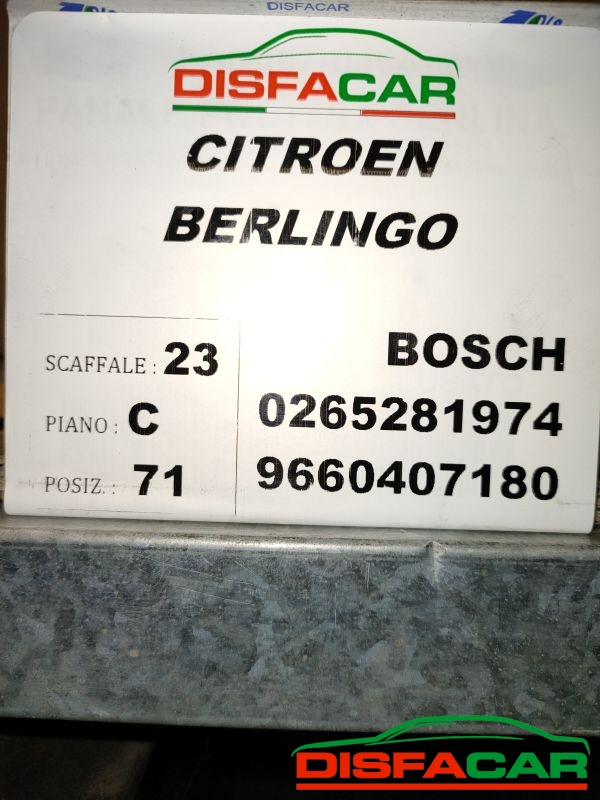 DISFACAR
DISFACAR
CITROEN
BERLINGO
SCAFFALE : 23
PIANO : C
POSIZ. : 71
BOSCH
0265281974
9660407180
DISFACAR